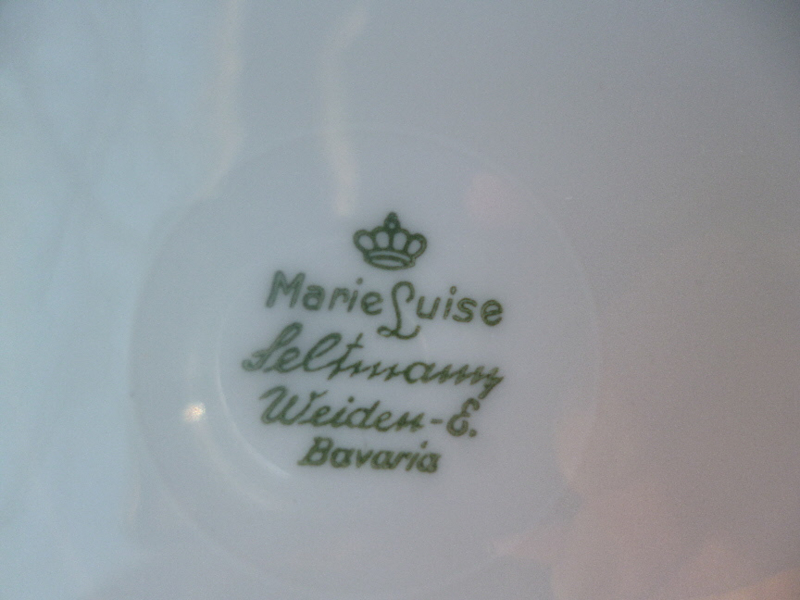 Marie Luise
Seltmann
Weiden-E.
Bavaria